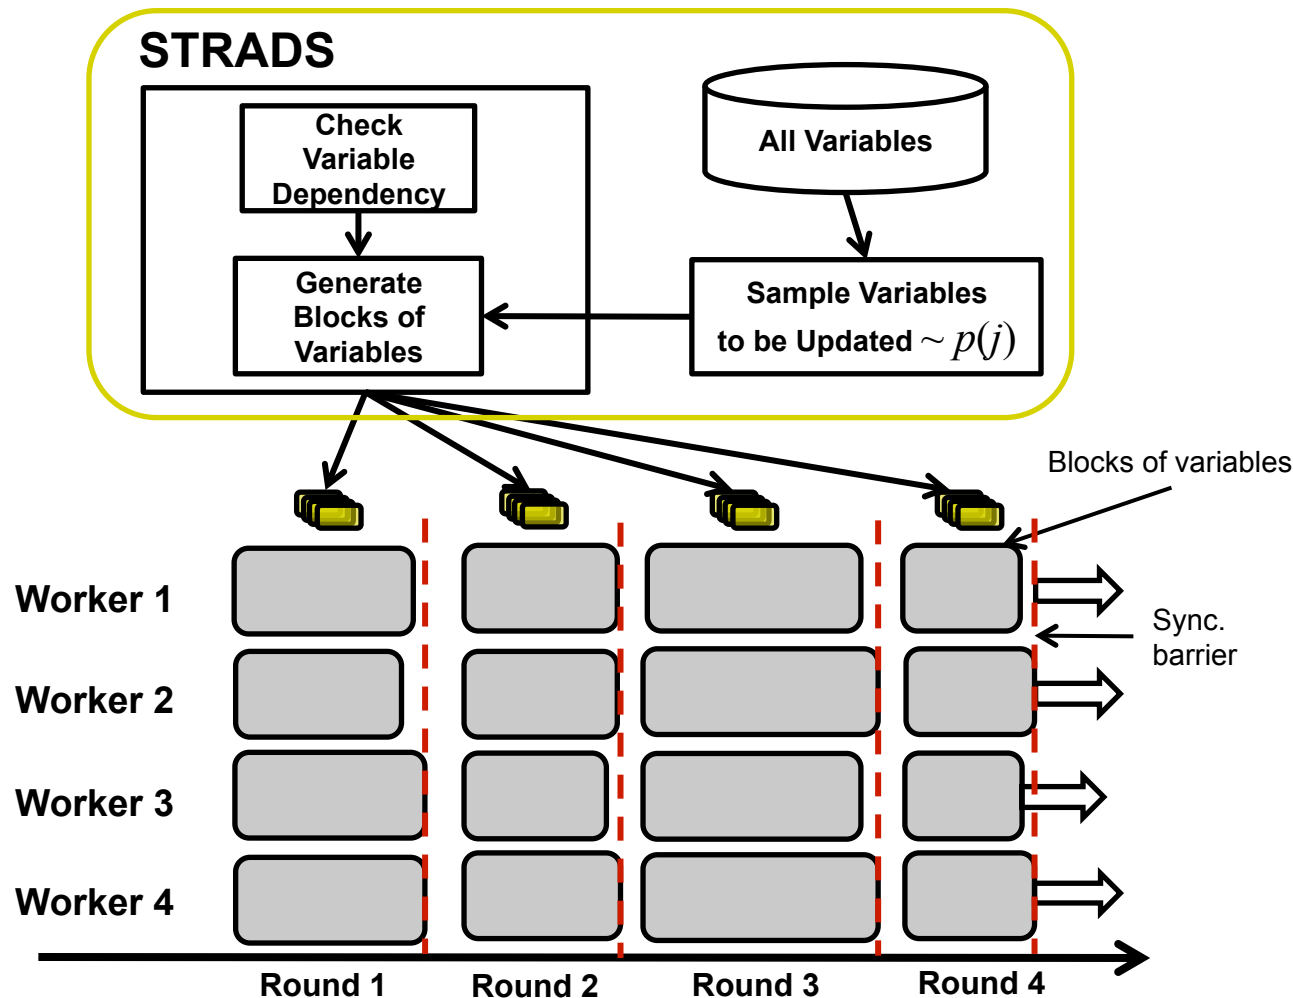 STRADS
Check
Variable
Dependency
All Variables
Generate
Blocks of
Variables
Sample Variables
to be Updated ~ p(j)
Blocks of variables
Worker 1
Sync.
barrier
Worker 2
Worker 3
Worker 4
Round 1
Round 2
Round 3
Round 4